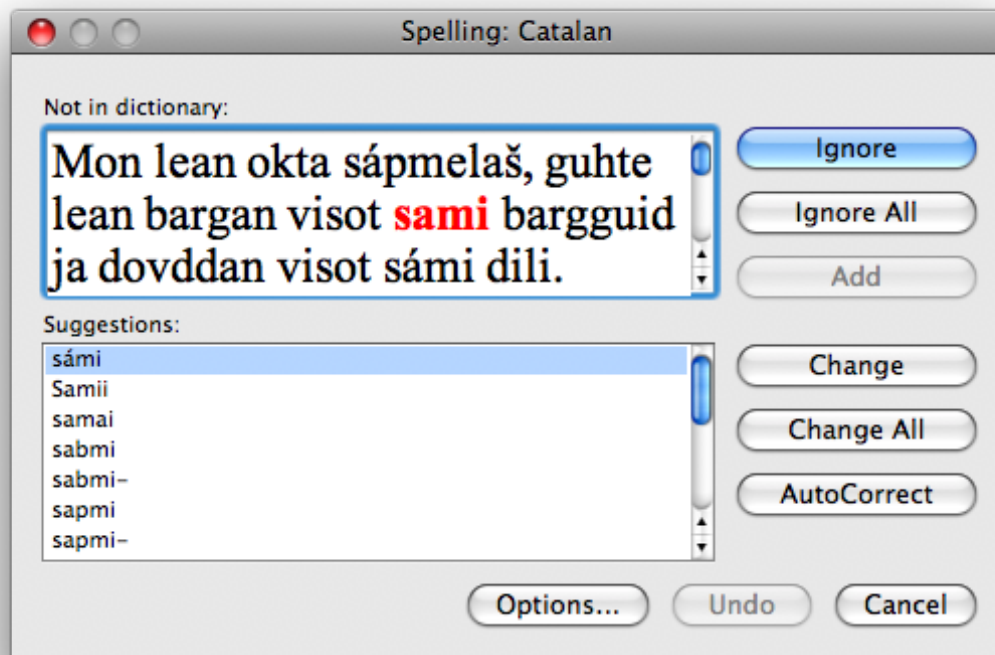 Spelling: Catalan
Not in dictionary:
Mon lean okta sápmelaš, guhte
lean bargan visot sami bargguid
ja dovddan visot sámi dili.
Ignore
Ignore All
Add
Suggestions:
sámi
Samii
samai
sabmi
sabmi-
sapmi
sapmi-
Change
Change All
AutoCorrect
Options...
Undo
Cancel